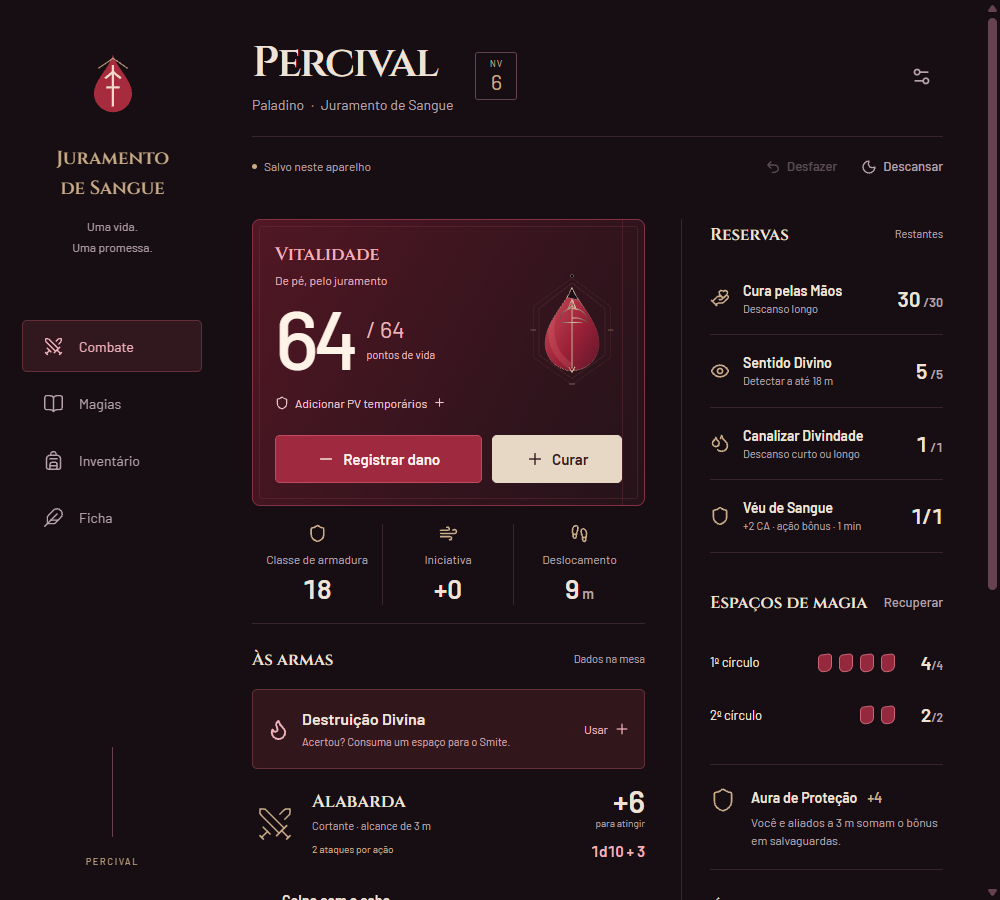 JURAMENTO
DE SANGUE
Uma vida.
Uma promessa.
Combate
Magias
Inventário
Ficha
PERCIVAL
PERCIVAL
Paladino · Juramento de Sangue
NV
6
Salvo neste aparelho
Desfazer
Descansar
VITALIDADE
De pé, pelo juramento
64 / 64
pontos de vida
Adicionar PV temporários +
Registrar dano
+ Curar
Classe de armadura
18
Iniciativa
+0
Deslocamento
9 m
ÀS ARMAS
Dados na mesa
Destruição Divina
Acertou? Consuma um espaço para o Smite.
Usar +
ALABARDA
Cortante · alcance de 3 m
2 ataques por ação
+6
para atingir
1d10 + 3
RESERVAS
Restantes
Cura pelas Mãos
Descanso longo
30 /30
Sentido Divino
Detectar a até 18 m
5 /5
Canalizar Divindade
Descanso curto ou longo
1 /1
Véu de Sangue
+2 CA · ação bônus · 1 min
1/1
ESPAÇOS DE MAGIA
Recuperar
1º círculo
4/4
2º círculo
2/2
Aura de Proteção +4
Você e aliados a 3 m somam o bônus
em salvaguardas.